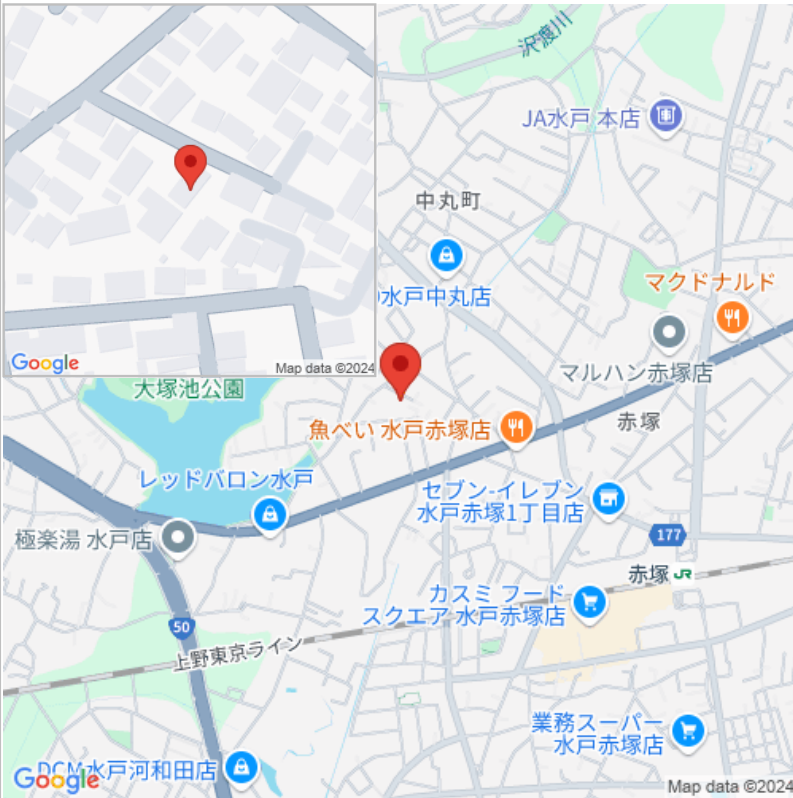 Google
Map data ©2024
沢渡川
JA水戸 本店
中丸町
水戸中丸店
マクドナルド
マルハン赤塚店
大塚池公園
赤塚
魚べい 水戸赤塚店
レッドバロン水戸
セブン-イレブン
水戸赤塚1丁目店
極楽湯 水戸店
177
赤塚 JR
カスミ フード
スクエア 水戸赤塚店
50
上野東京ライン
業務スーパー
水戸赤塚店
DCM水戸河和田店
Google
Map data ©2024